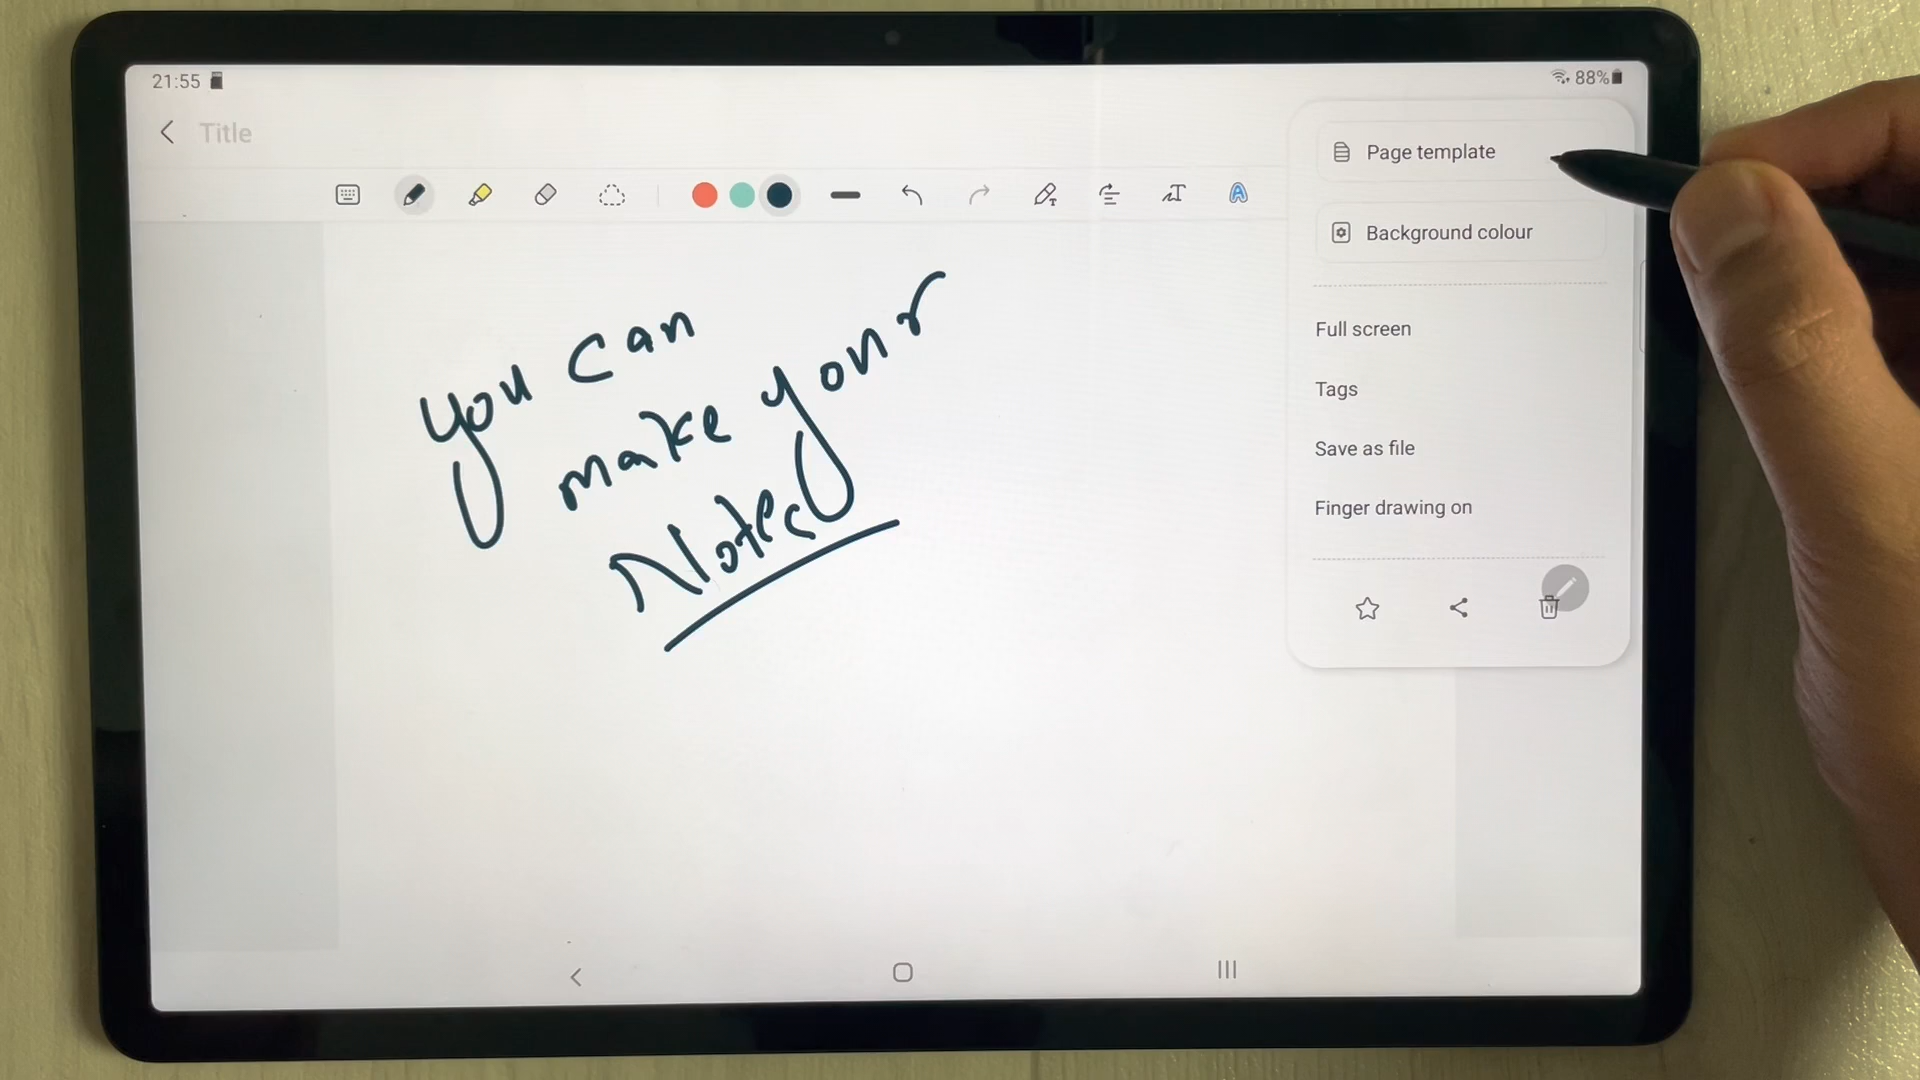 21:55
88%
Title
Page template
Background colour
Full screen
Tags
Save as file
Finger drawing on
you can
make your
Notes